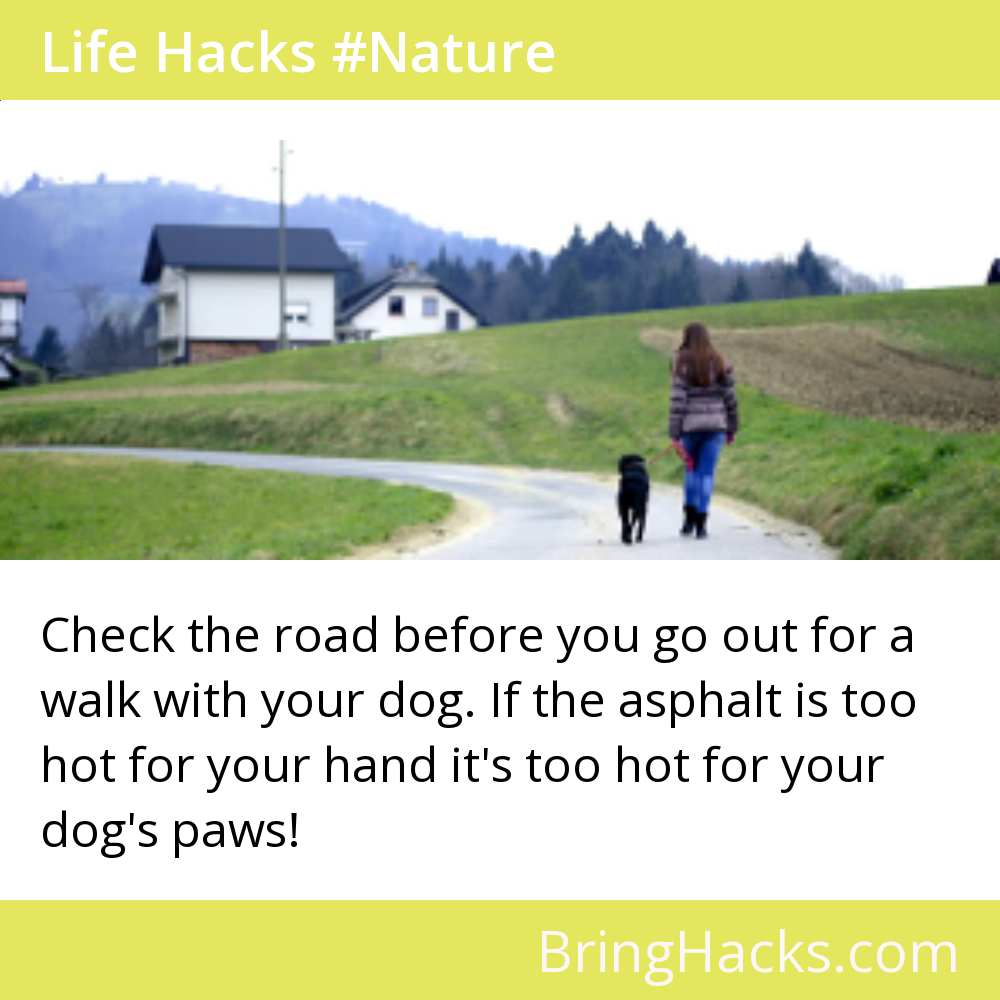 Life Hacks #Nature
Check the road before you go out for a
walk with your dog. If the asphalt is too
hot for your hand it's too hot for your
dog's paws!
BringHacks.com